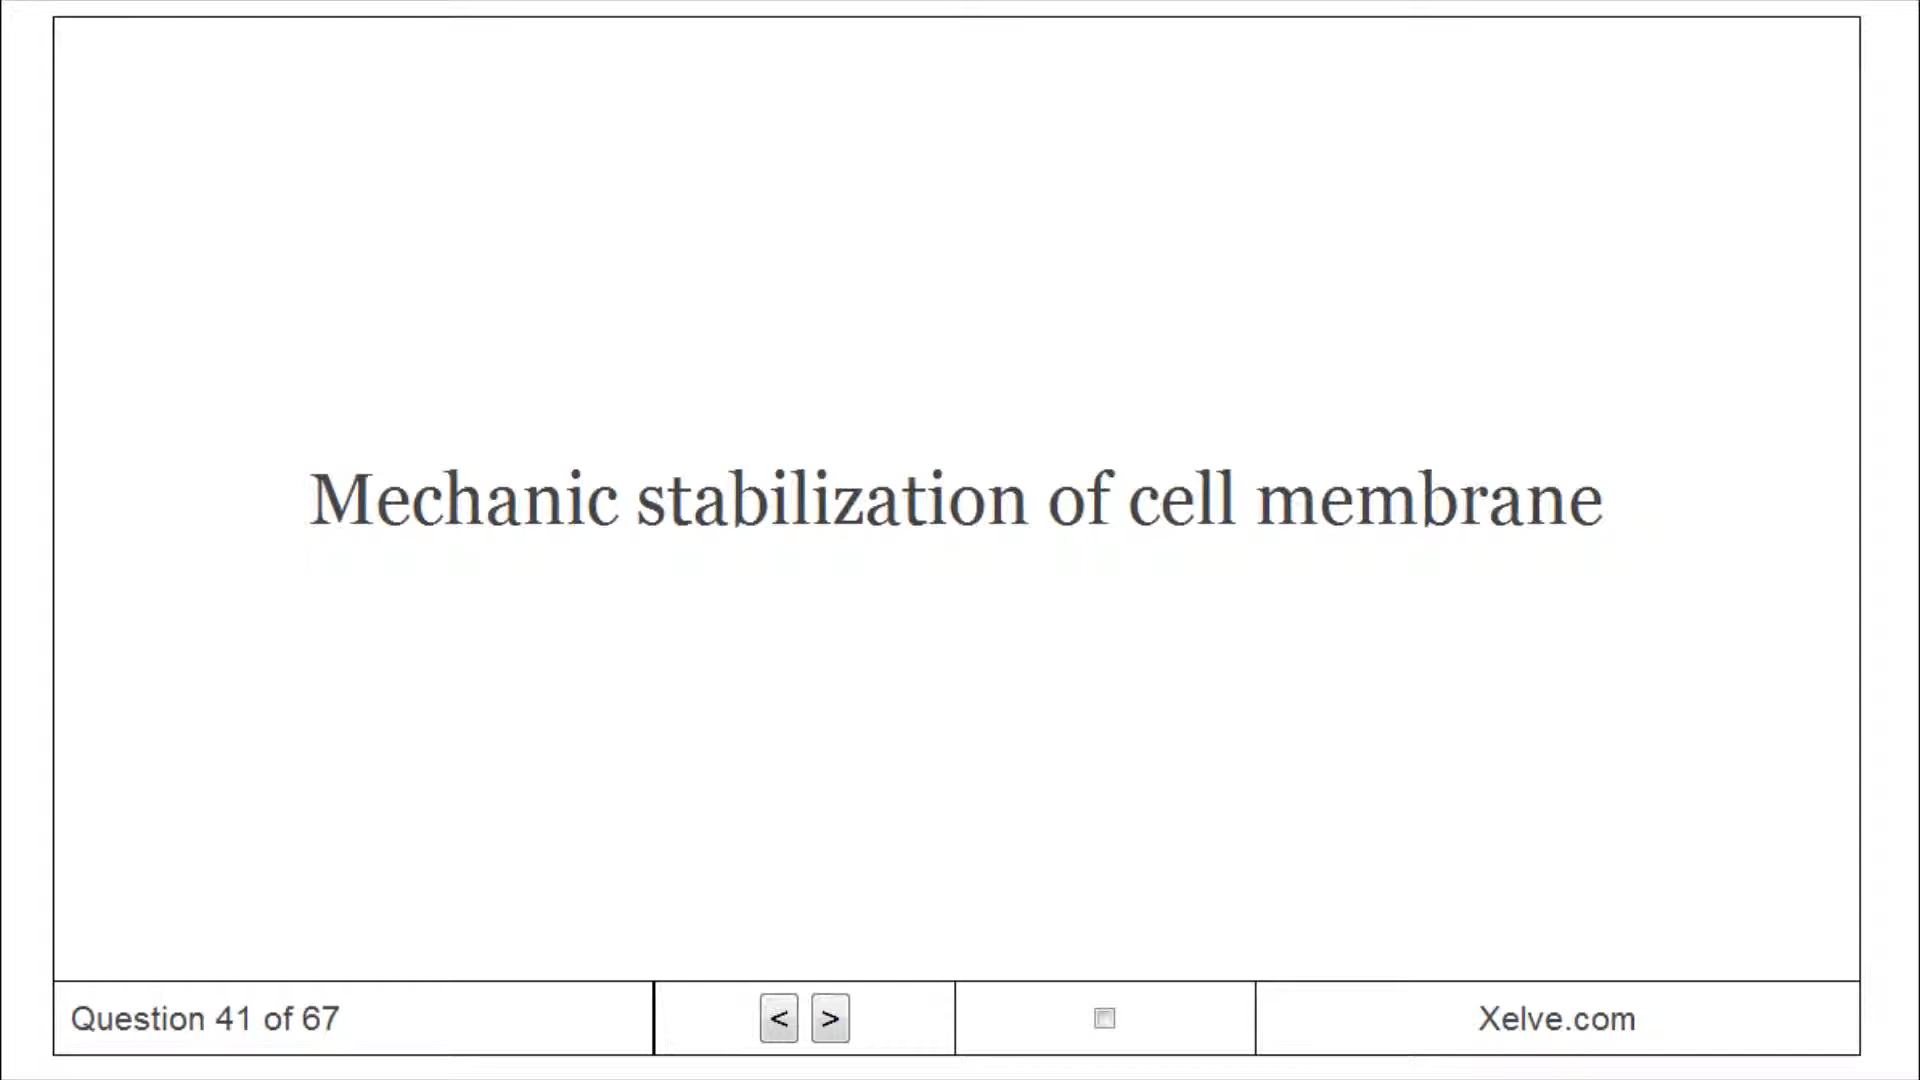 Mechanic stabilization of cell membrane
Question 41 of 67
<
>
Xelve.com